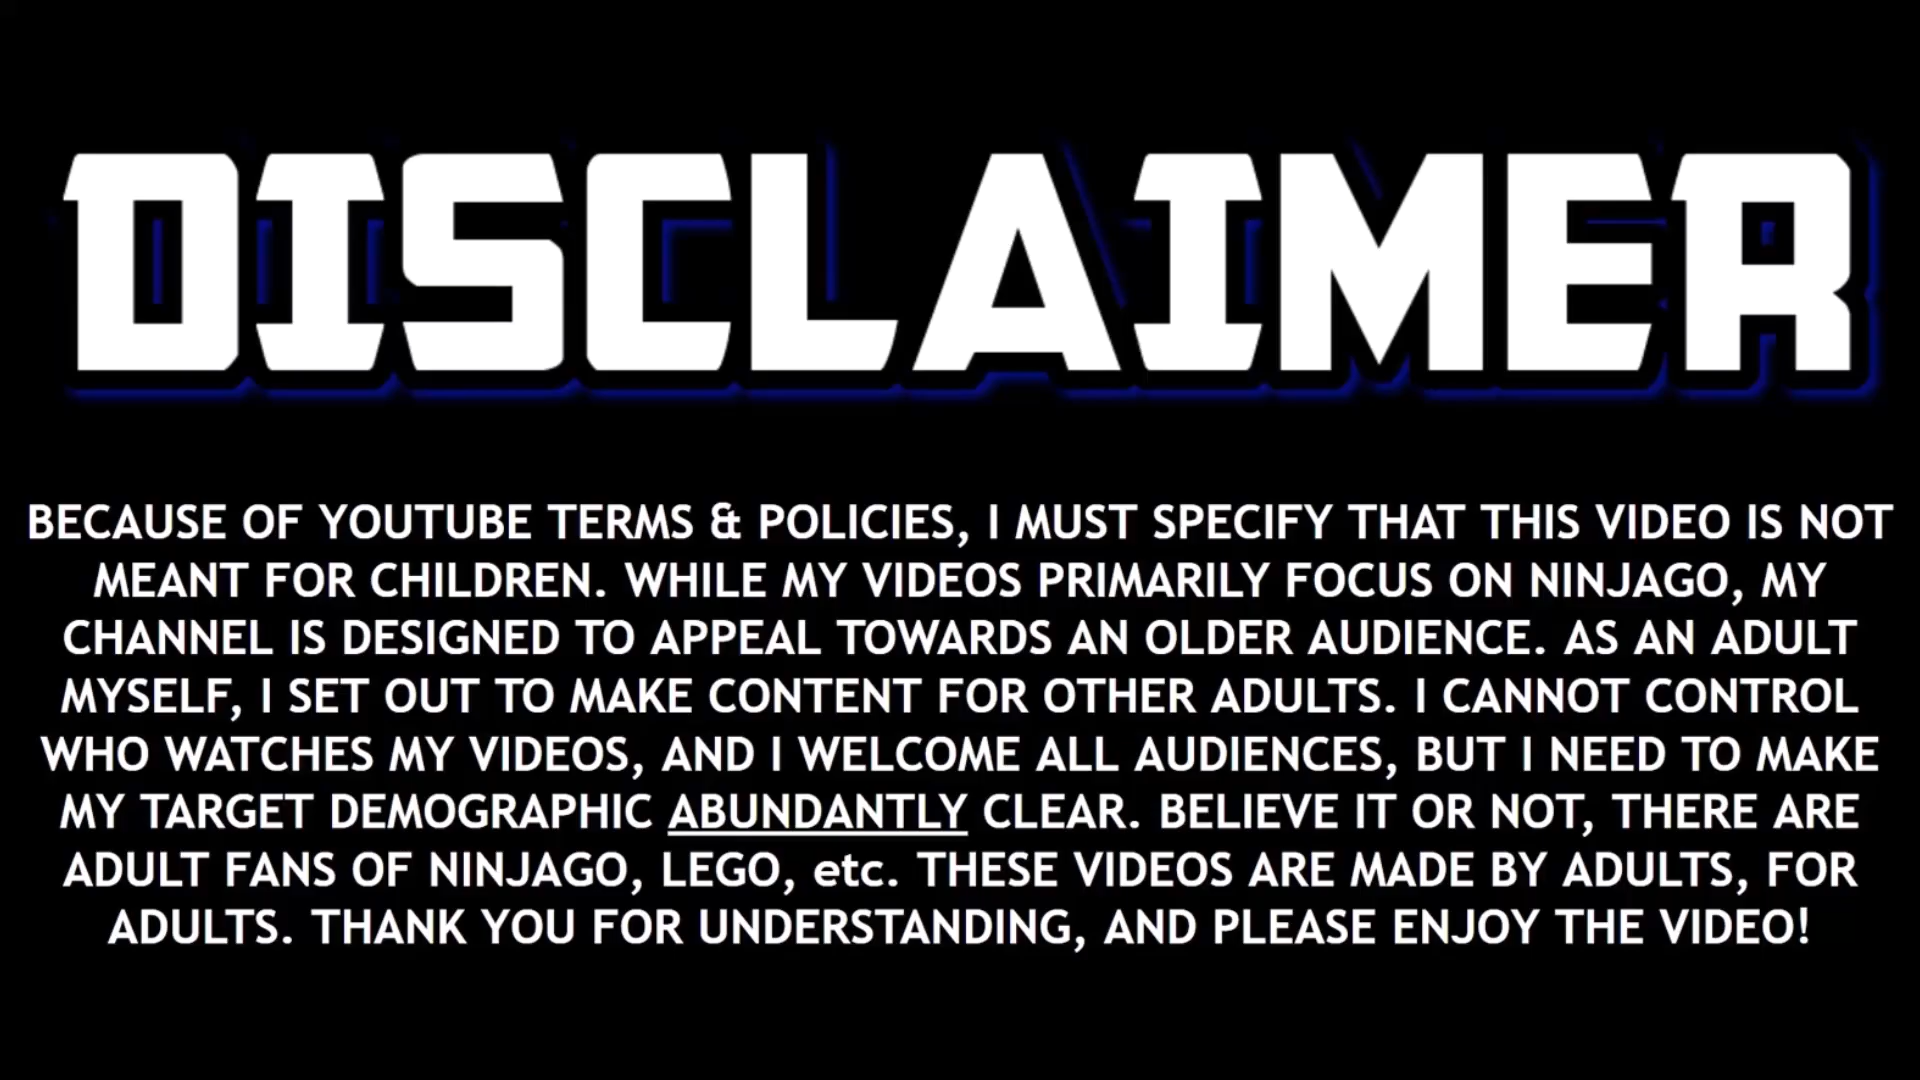 DISCLAIMER
BECAUSE OF YOUTUBE TERMS & POLICIES, I MUST SPECIFY THAT THIS VIDEO IS NOT
MEANT FOR CHILDREN. WHILE MY VIDEOS PRIMARILY FOCUS ON NINJAGO, MY
CHANNEL IS DESIGNED TO APPEAL TOWARDS AN OLDER AUDIENCE. AS AN ADULT
MYSELF, I SET OUT TO MAKE CONTENT FOR OTHER ADULTS. I CANNOT CONTROL
WHO WATCHES MY VIDEOS, AND I WELCOME ALL AUDIENCES, BUT I NEED TO MAKE
MY TARGET DEMOGRAPHIC ABUNDANTLY CLEAR. BELIEVE IT OR NOT, THERE ARE
ADULT FANS OF NINJAGO, LEGO, etc. THESE VIDEOS ARE MADE BY ADULTS, FOR
ADULTS. THANK YOU FOR UNDERSTANDING, AND PLEASE ENJOY THE VIDEO!